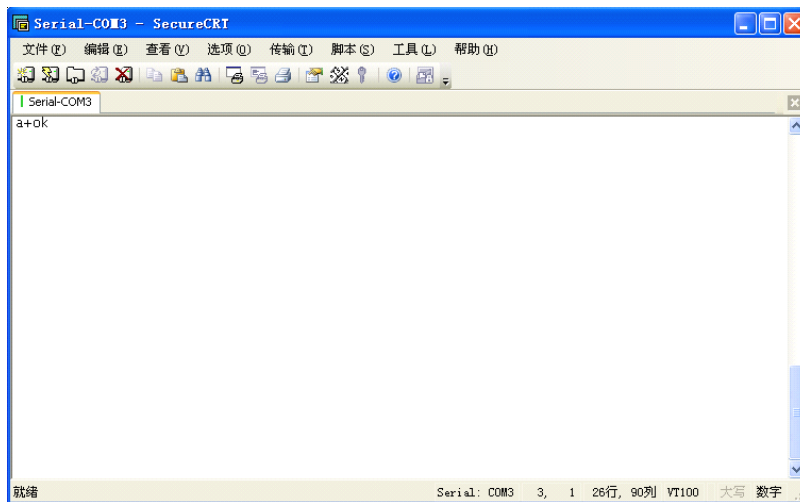 Serial-COM3 - SecureCRT
文件(F) 编辑(E) 查看(V) 选项(O) 传输(T) 脚本(S) 工具(L) 帮助(H)
Serial-COM3
a+ok
就绪 Serial: COM3 3, 1 26行, 90列 VT100 大写 数字